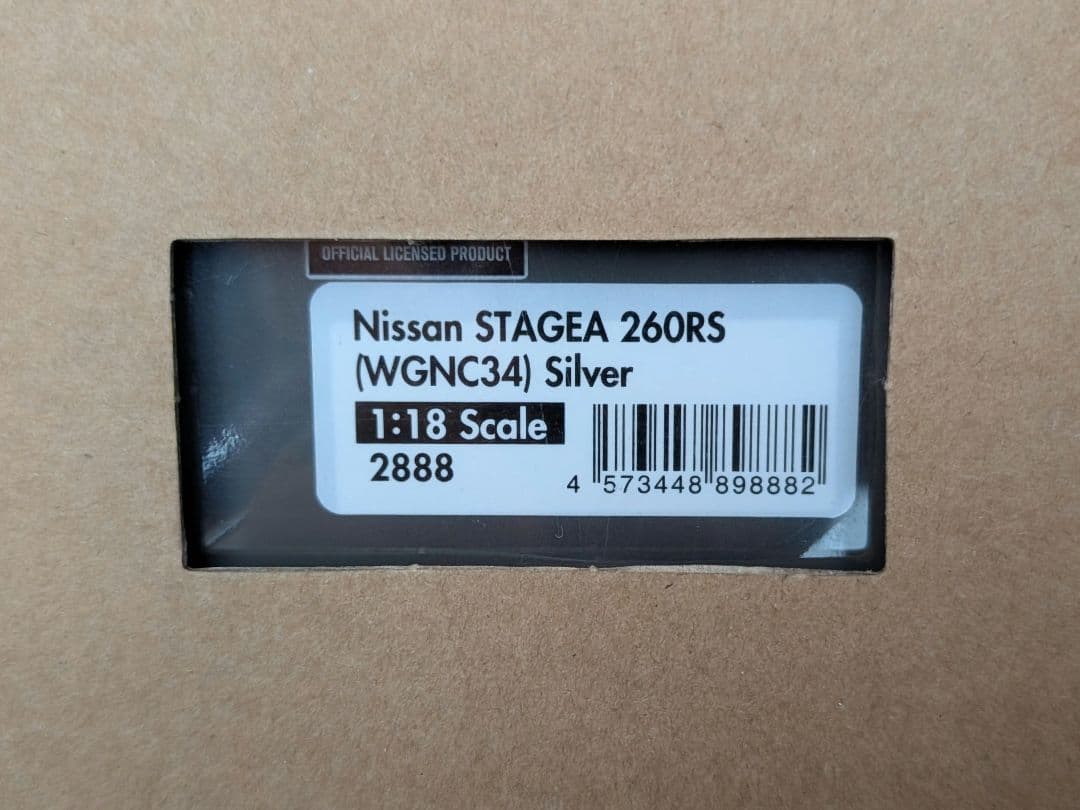 OFFICIAL LICENSED PRODUCT
Nissan STAGEA 260RS
(WGNC34) Silver
1:18 Scale
2888
4 573448 898882